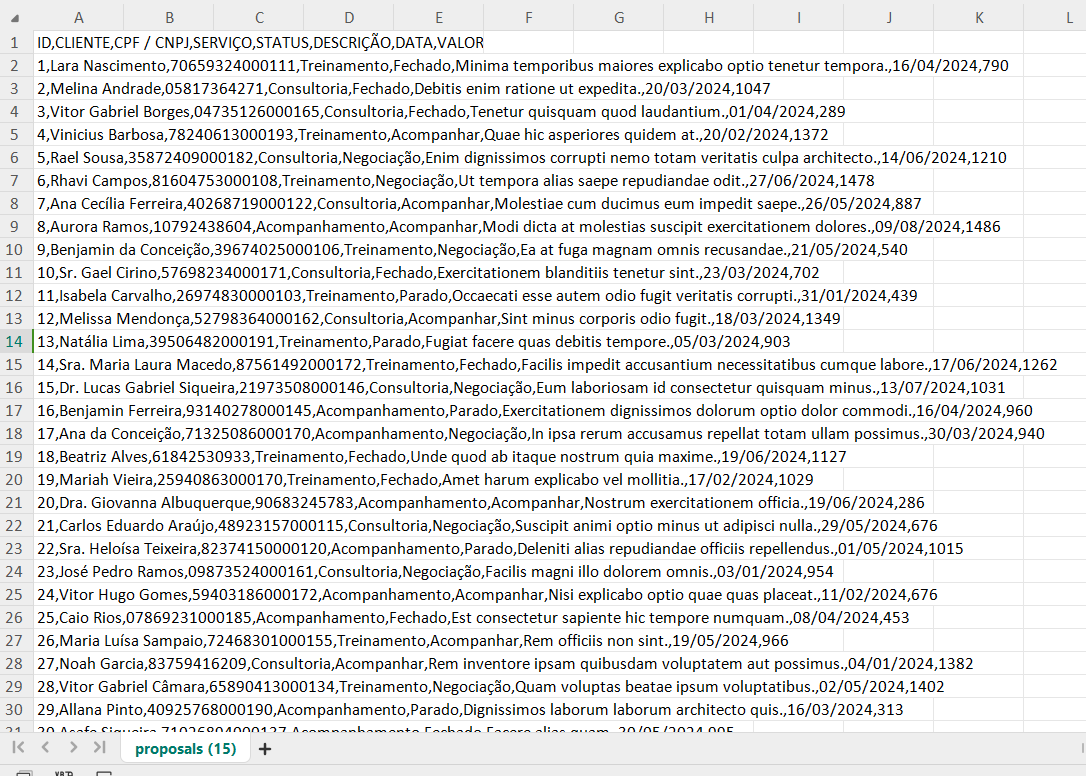 A B C D E F G H I J K L
1 ID,CLIENTE,CPF / CNPJ,SERVIÇO,STATUS,DESCRIÇÃO,DATA,VALOR
2 1,Lara Nascimento,70659324000111,Treinamento,Fechado,Minima temporibus maiores explicabo optio tenetur tempora.,16/04/2024,790
3 2,Melina Andrade,05817364271,Consultoria,Fechado,Debitis enim ratione ut expedita.,20/03/2024,1047
4 3,Vitor Gabriel Borges,04735126000165,Consultoria,Fechado,Tenetur quisquam quod laudantium.,01/04/2024,289
5 4,Vinicius Barbosa,78240613000193,Treinamento,Acompanhar,Quae hic asperiores quidem at.,20/02/2024,1372
6 5,Rael Sousa,35872409000182,Consultoria,Negociação,Enim dignissimos corrupti nemo totam veritatis culpa architecto.,14/06/2024,1210
7 6,Rhavi Campos,81604753000108,Treinamento,Negociação,Ut tempora alias saepe repudiandae odit.,27/06/2024,1478
8 7,Ana Cecília Ferreira,40268719000122,Consultoria,Acompanhar,Molestiae cum ducimus eum impedit saepe.,26/05/2024,887
9 8,Aurora Ramos,10792438604,Acompanhamento,Acompanhar,Modi dicta at molestias suscipit exercitationem dolores.,09/08/2024,1486
10 9,Benjamin da Conceição,39674025000106,Treinamento,Negociação,Ea at fuga magnam omnis recusandae.,21/05/2024,540
11 10,Sr. Gael Cirino,57698234000171,Consultoria,Fechado,Exercitationem blanditiis tenetur sint.,23/03/2024,702
12 11,Isabela Carvalho,26974830000103,Treinamento,Parado,Occaecati esse autem odio fugit veritatis corrupti.,31/01/2024,439
13 12,Melissa Mendonça,52798364000162,Consultoria,Acompanhar,Sint minus corporis odio fugit.,18/03/2024,1349
14 13,Natália Lima,39506482000191,Treinamento,Parado,Fugiat facere quas debitis tempore.,05/03/2024,903
15 14,Sra. Maria Laura Macedo,87561492000172,Treinamento,Fechado,Facilis impedit accusantium necessitatibus cumque labore.,17/06/2024,1262
16 15,Dr. Lucas Gabriel Siqueira,21973508000146,Consultoria,Negociação,Eum laboriosam id consectetur quisquam minus.,13/07/2024,1031
17 16,Benjamin Ferreira,93140278000145,Acompanhamento,Parado,Exercitationem dignissimos dolorum optio dolor commodi.,16/04/2024,960
18 17,Ana da Conceição,71325086000170,Acompanhamento,Negociação,In ipsa rerum accusamus repellat totam ullam possimus.,30/03/2024,940
19 18,Beatriz Alves,61842530933,Treinamento,Fechado,Unde quod ab itaque nostrum quia maxime.,19/06/2024,1127
20 19,Mariah Vieira,25940863000170,Treinamento,Fechado,Amet harum explicabo vel mollitia.,17/02/2024,1029
21 20,Dra. Giovanna Albuquerque,90683245783,Acompanhamento,Acompanhar,Nostrum exercitationem officia.,19/06/2024,286
22 21,Carlos Eduardo Araújo,48923157000115,Consultoria,Negociação,Suscipit animi optio minus ut adipisci nulla.,29/05/2024,676
23 22,Sra. Heloísa Teixeira,82374150000120,Acompanhamento,Parado,Deleniti alias repudiandae officiis repellendus.,01/05/2024,1015
24 23,José Pedro Ramos,09873524000161,Consultoria,Negociação,Facilis magni illo dolorem omnis.,03/01/2024,954
25 24,Vitor Hugo Gomes,59403186000172,Acompanhamento,Acompanhar,Nisi explicabo optio quae quas placeat.,11/02/2024,676
26 25,Caio Rios,07869231000185,Acompanhamento,Fechado,Est consectetur sapiente hic tempore numquam.,08/04/2024,453
27 26,Maria Luísa Sampaio,72468301000155,Treinamento,Acompanhar,Rem officiis non sint.,19/05/2024,966
28 27,Noah Garcia,83759416209,Consultoria,Acompanhar,Rem inventore ipsam quibusdam voluptatem aut possimus.,04/01/2024,1382
29 28,Vitor Gabriel Câmara,65890413000134,Treinamento,Negociação,Quam voluptas beatae ipsum voluptatibus.,02/05/2024,1402
30 29,Allana Pinto,40925768000190,Acompanhamento,Parado,Dignissimos laborum laborum architecto quis.,16/03/2024,313
proposals (15)